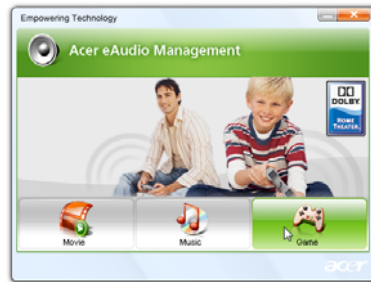 Empowering Technology
Acer eAudio Management
DOLBY
HOME
THEATER
Movie
Music
Game
acer